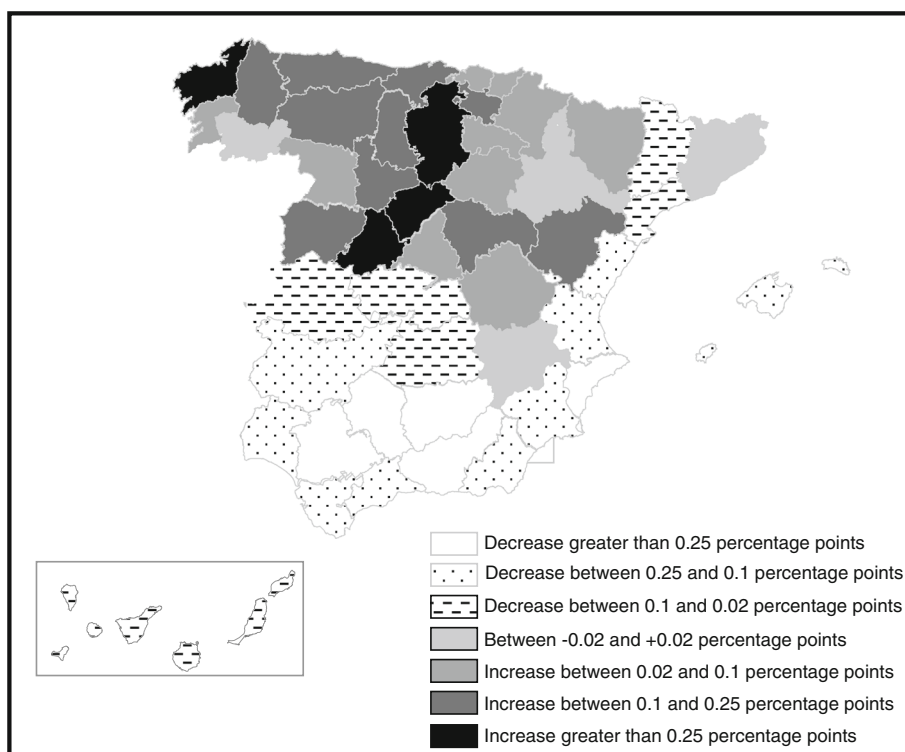 Decrease greater than 0.25 percentage points
Decrease between 0.25 and 0.1 percentage points
Decrease between 0.1 and 0.02 percentage points
Between -0.02 and +0.02 percentage points
Increase between 0.02 and 0.1 percentage points
Increase between 0.1 and 0.25 percentage points
Increase greater than 0.25 percentage points